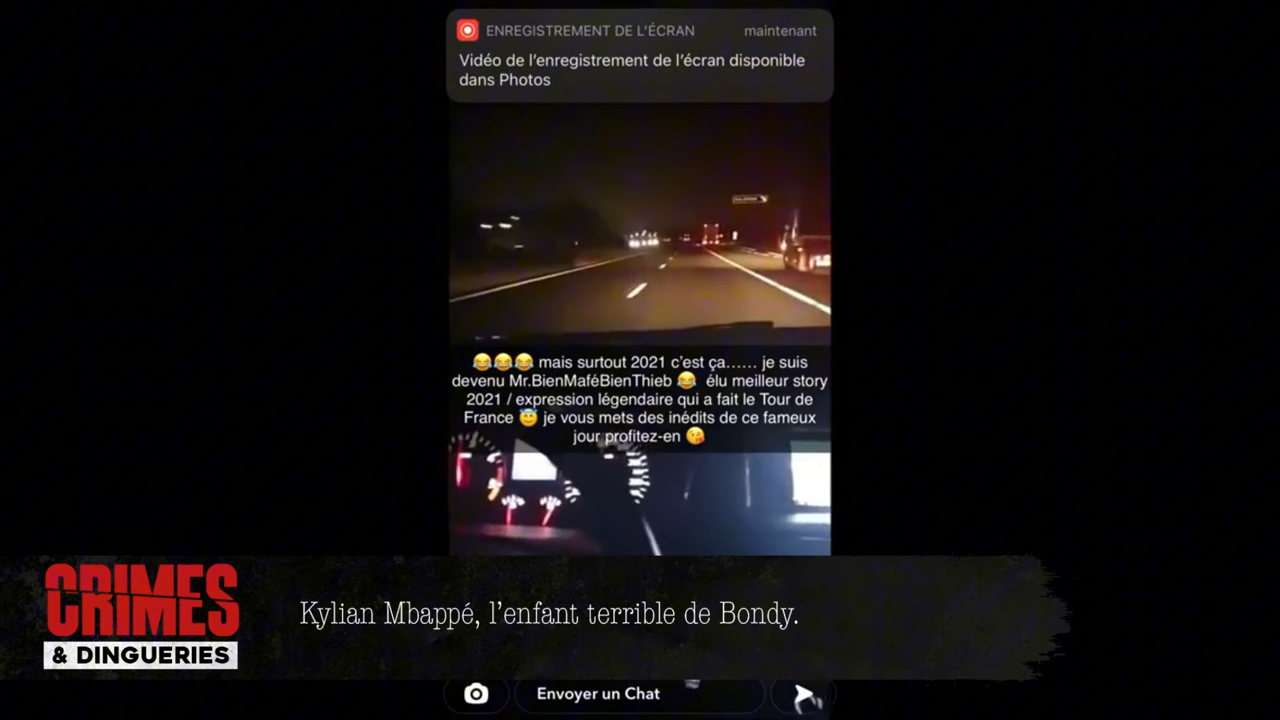 ENREGISTREMENT DE L'ÉCRAN maintenant
Vidéo de l'enregistrement de l'écran disponible
dans Photos
😂😂😂 mais surtout 2021 c'est ça...... je suis
devenu Mr.BienMaféBienThieb 😂 élu meilleur story
2021 / expression légendaire qui a fait le Tour de
France 😇 je vous mets des inédits de ce fameux
jour profitez-en 😘
CRIMES
& DINGUERIES
Kylian Mbappé, l'enfant terrible de Bondy.
Envoyer un Chat